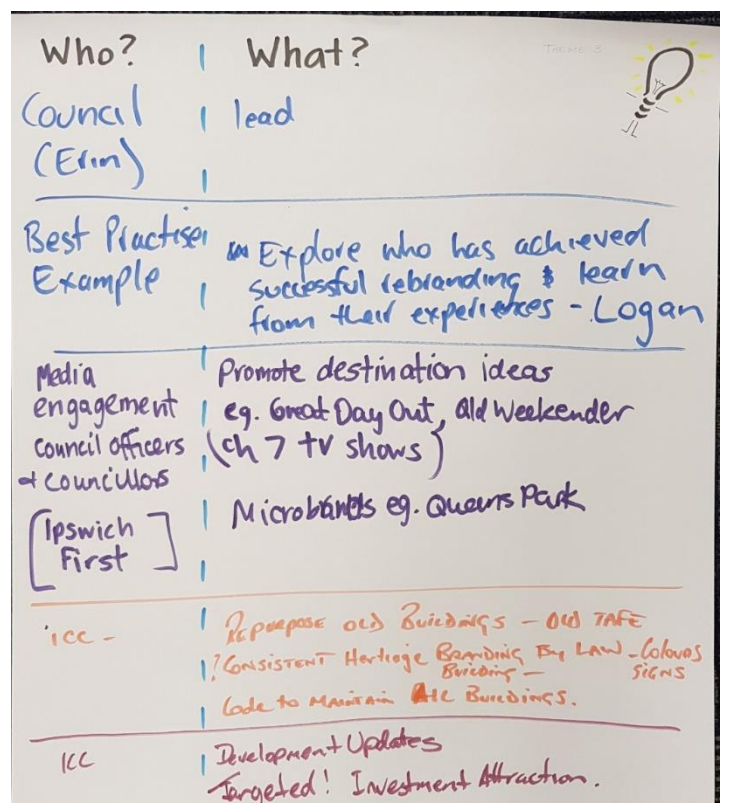 Who? What?
THEME 3
Council lead
(Erin)
Best Practise Explore who has achieved
Example successful rebranding & learn
from their experiences - Logan
Media Promote destination ideas
engagement eg. Great Day Out, Qld Weekender
council officers (ch 7 tv shows)
& councillors
[Ipswich First] Microbrands eg. Queens Park
ICC - Repurpose old Buildings - OLD TAFE
? CONSISTENT Heritage BRANDING By LAW - Colours
Building - SIGNS
Code to MAINTAIN ALL BUILDINGS.
ICC Development Updates
Targeted! Investment Attraction.